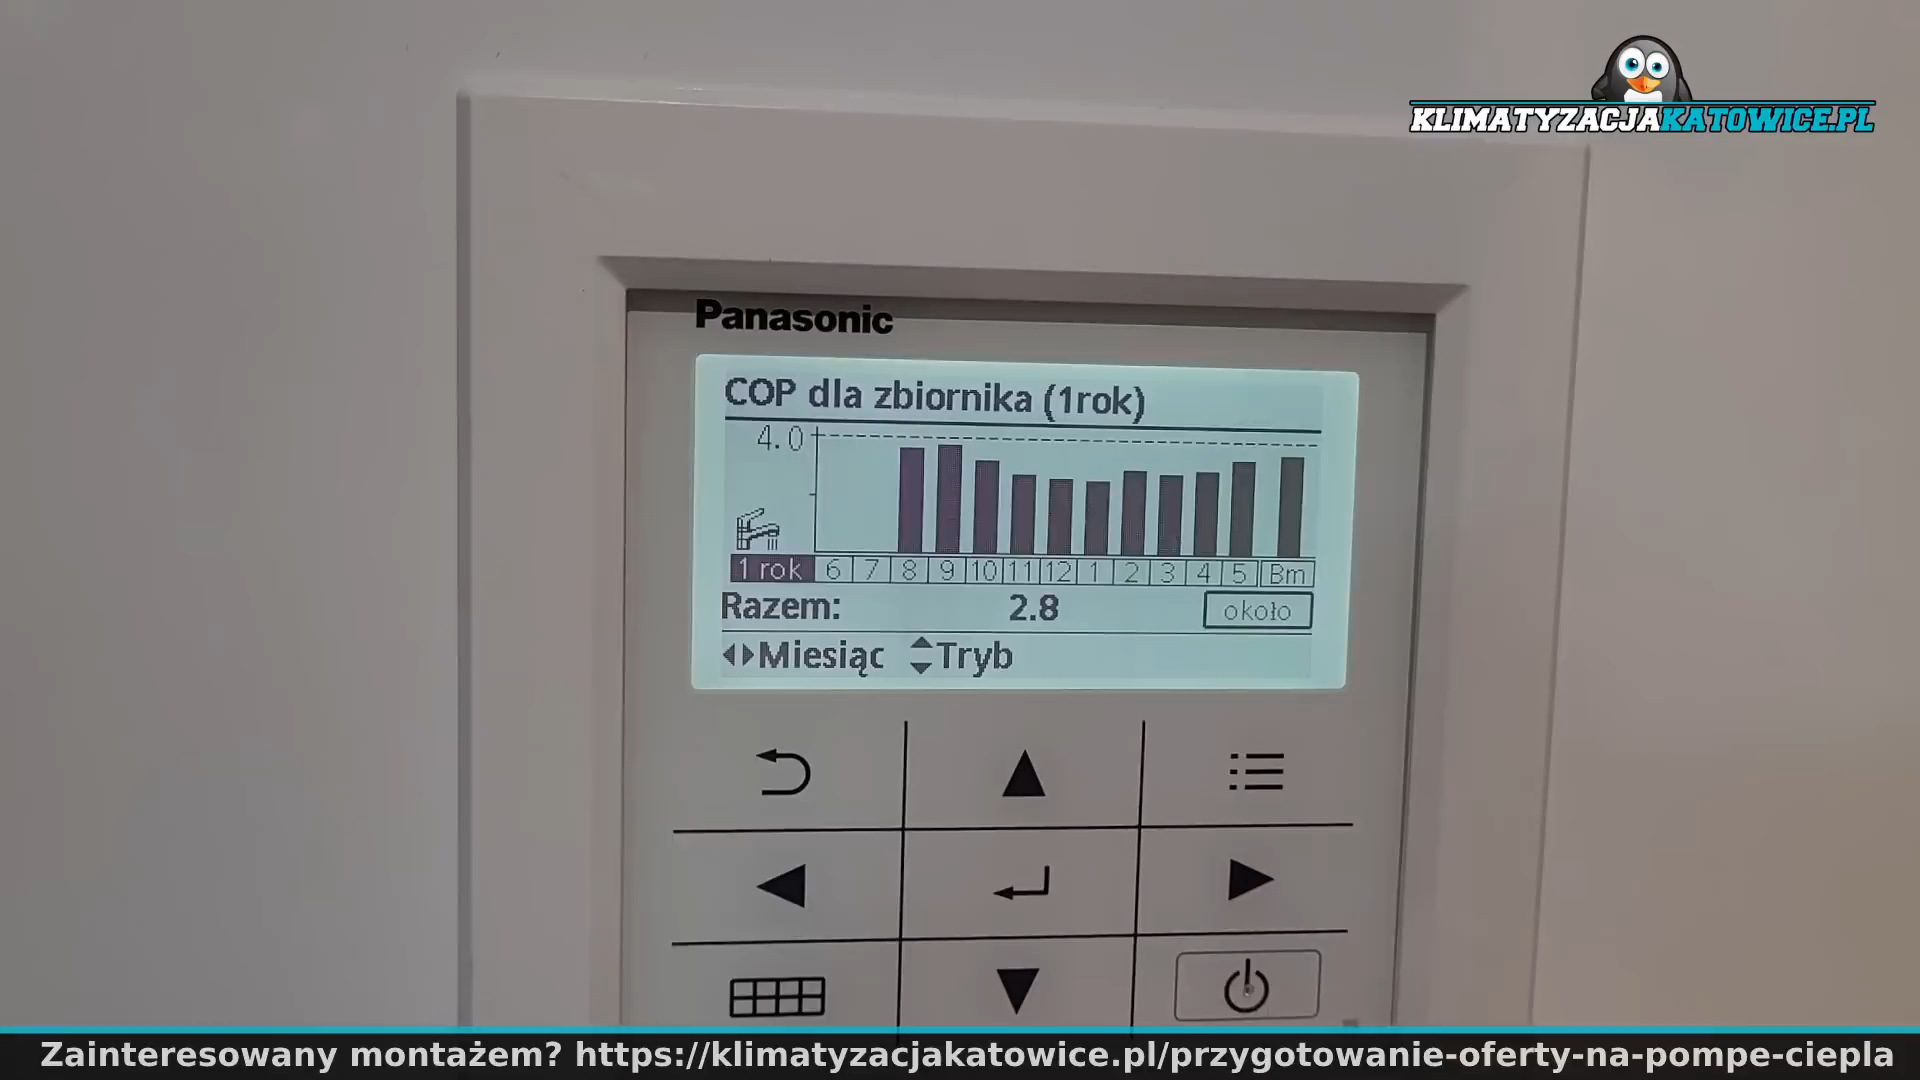 KLIMATYZACJAKATOWICE.PL
Panasonic
COP dla zbiornika (1rok)
4.0
1 rok 6 7 8 9 10 11 12 1 2 3 4 5 Bm
Razem: 2.8 około
Miesiąc Tryb
Zainteresowany montażem? https://klimatyzacjakatowice.pl/przygotowanie-oferty-na-pompe-ciepla